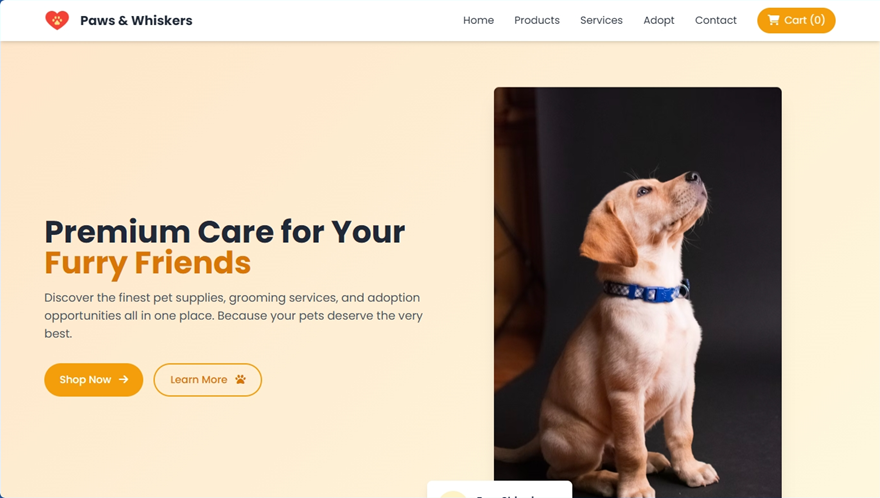 Paws & Whiskers
Home
Products
Services
Adopt
Contact
Cart (0)
Premium Care for Your
Furry Friends
Discover the finest pet supplies, grooming services, and adoption
opportunities all in one place. Because your pets deserve the very
best.
Shop Now
Learn More